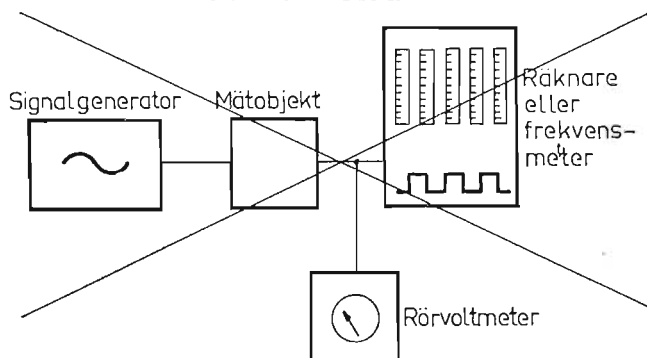 Signalgenerator
Mätobjekt
Räknare
eller
frekvens-
meter
Rörvoltmeter